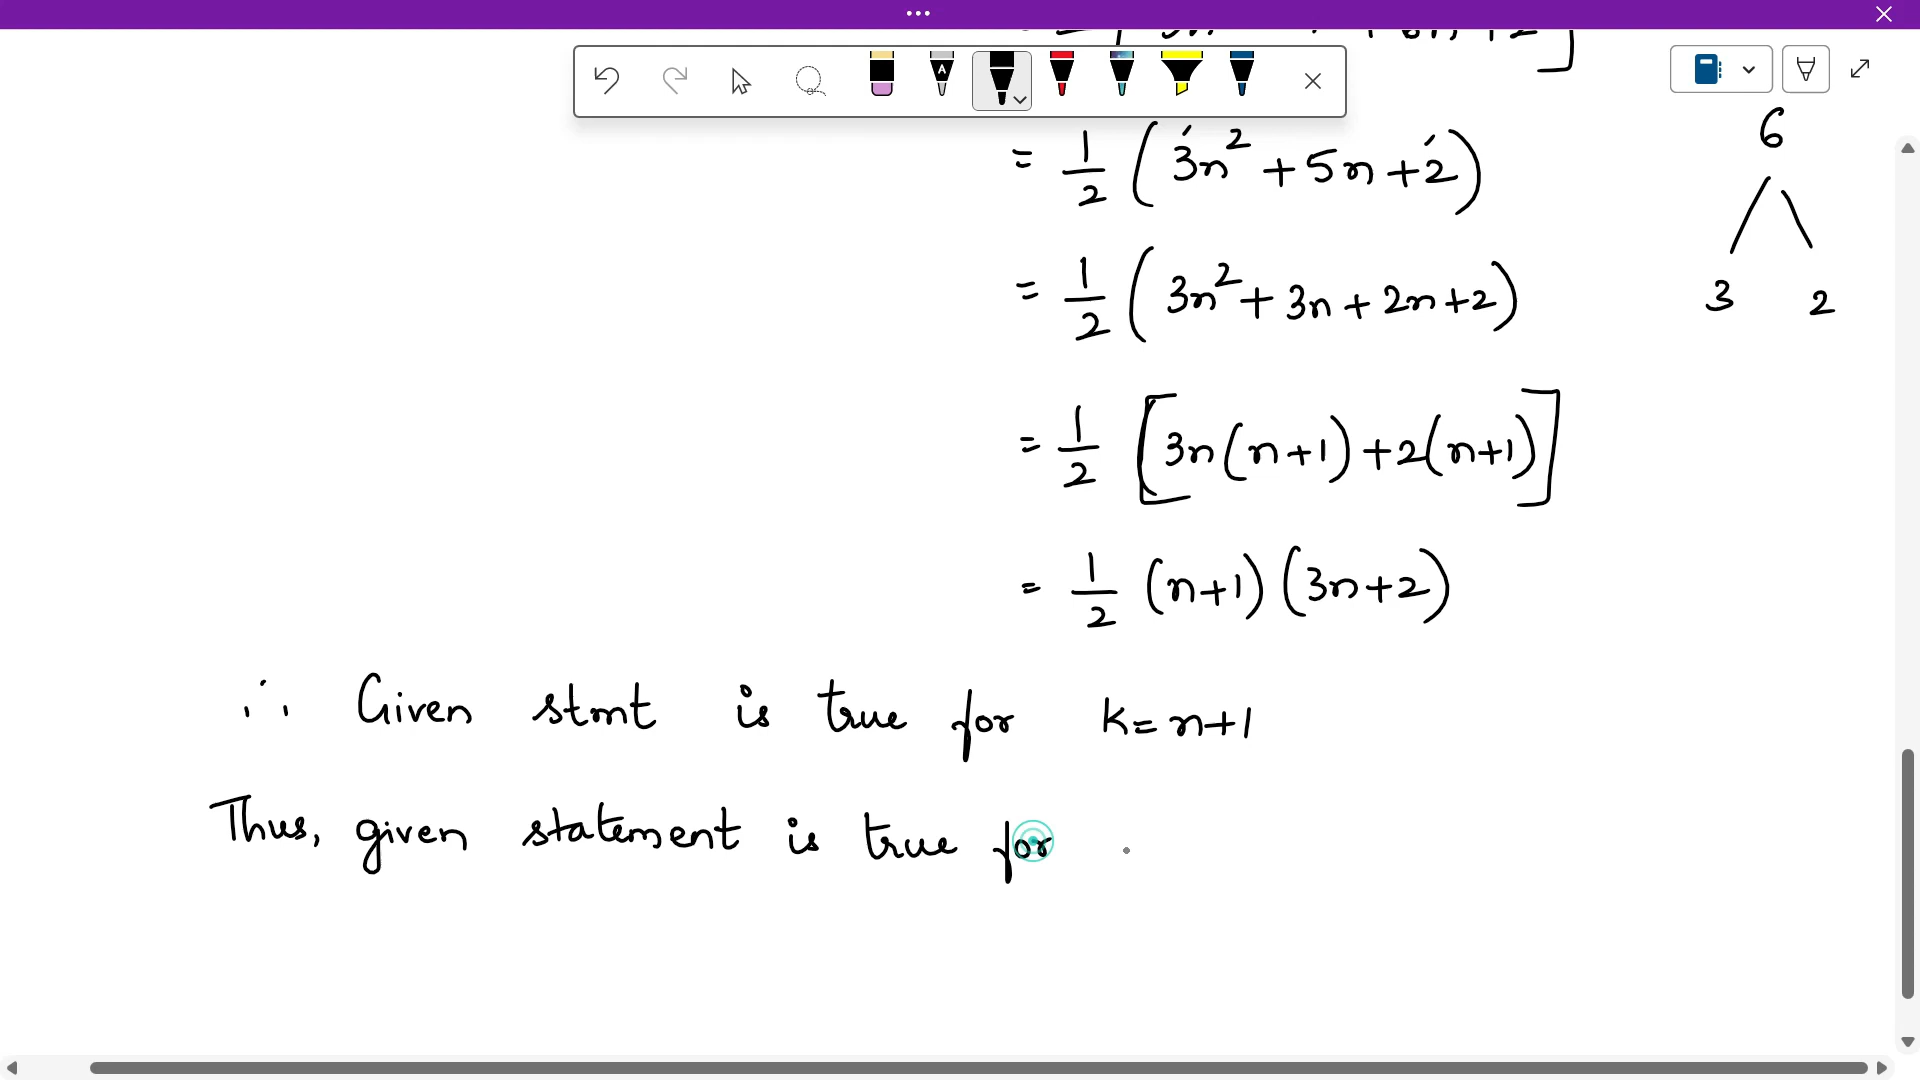 6
= 1/2 (3n² + 5n + 2)
3 2
= 1/2 (3n² + 3n + 2n + 2)
= 1/2 [3n(n+1) + 2(n+1)]
= 1/2 (n+1) (3n+2)
∴ Given stmt is true for k = n+1
Thus, given statement is true for